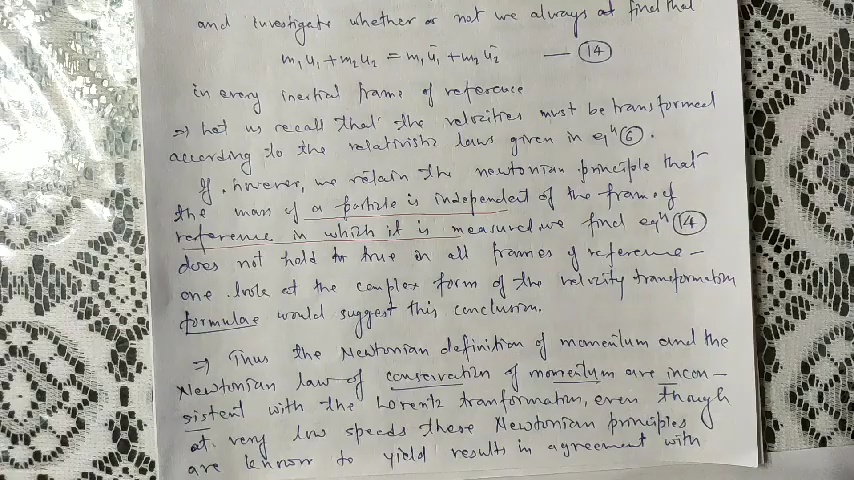 and investigate whether or not we always at find that
m₁u₁ + m₂u₂ = m₁ū₁ + m₂ū₂ — (14)
in every inertial frame of reference
⇒ Let us recall that the velocities must be transformed
according to the relativistic laws given in eqⁿ (6).
If, however, we retain the newtonian principle that
the mass of a particle is independent of the frame of
reference in which it is measured, we find eqⁿ (14)
does not hold to true in all frames of reference –
one look at the complex form of the velocity transformation
formulae would suggest this conclusion.
⇒ Thus the Newtonian definition of momentum and the
Newtonian law of conservation of momentum are incon –
sistent with the Lorentz transformation, even though
at very low speeds these Newtonian principles
are known to yield results in agreement with